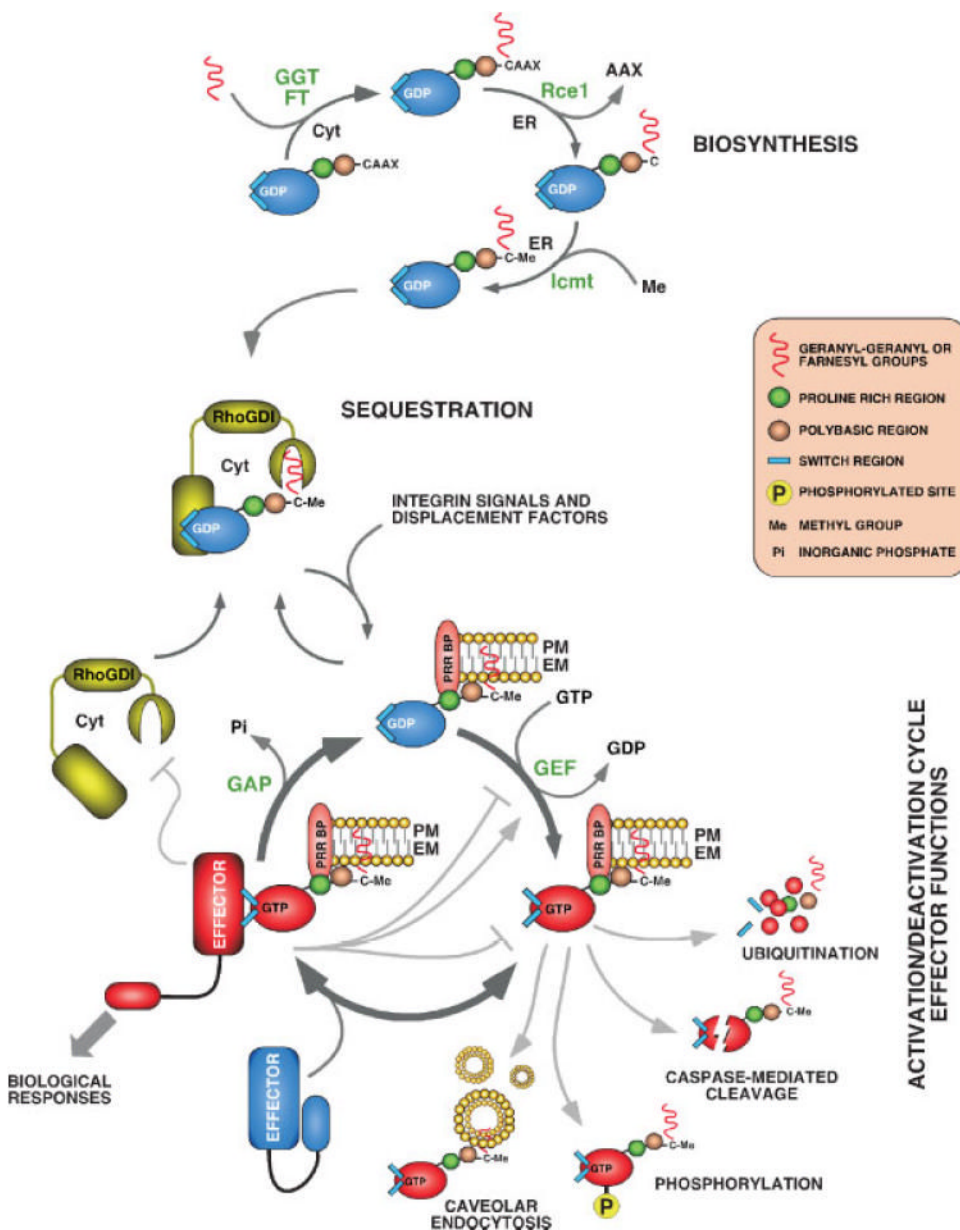 GGT
FT
Cyt
GDP
CAAX
GDP
CAAX
Rce1
ER
AAX
GDP
C
BIOSYNTHESIS
ER
Icmt
Me
GDP
C-Me
GERANYL-GERANYL OR
FARNESYL GROUPS
PROLINE RICH REGION
POLYBASIC REGION
SWITCH REGION
P PHOSPHORYLATED SITE
Me METHYL GROUP
Pi INORGANIC PHOSPHATE
SEQUESTRATION
RhoGDI
Cyt
GDP
C-Me
INTEGRIN SIGNALS AND
DISPLACEMENT FACTORS
RhoGDI
Cyt
PRR BP
PM
EM
GDP
C-Me
GTP
GDP
GEF
Pi
GAP
PRR BP
PM
EM
EFFECTOR
GTP
C-Me
PRR BP
PM
EM
GTP
C-Me
UBIQUITINATION
C-Me
CASPASE-MEDIATED
CLEAVAGE
GTP
C-Me
P
PHOSPHORYLATION
C-Me
GTP
CAVEOLAR
ENDOCYTOSIS
EFFECTOR
BIOLOGICAL
RESPONSES
ACTIVATION/DEACTIVATION CYCLE
EFFECTOR FUNCTIONS